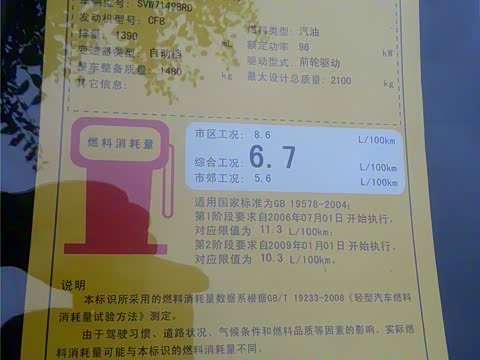 车辆型号: SVW7149BRD
发动机型号: CFB 燃料类型: 汽油
排量: 1390 mL 额定功率 96 kW
变速器类型: 自动档 驱动型式: 前轮驱动
整车整备质量: 1480 kg 最大设计总质量: 2100 kg
其它信息:
燃料消耗量
市区工况: 8.6 L/100km
综合工况: 6.7 L/100km
市郊工况: 5.6 L/100km
适用国家标准为GB 19578-2004:
第1阶段要求自2006年07月01日 开始执行,
对应限值为 11.3 L/100km;
第2阶段要求自2009年01月01日 开始执行,
对应限值为 10.3 L/100km。
说明
本标识所采用的燃料消耗量数据系根据GB/T 19233-2008《轻型汽车燃料
消耗量试验方法》测定。
由于驾驶习惯、道路状况、气候条件和燃料品质等因素的影响,实际燃
料消耗量可能与本标识的燃料消耗量不同。